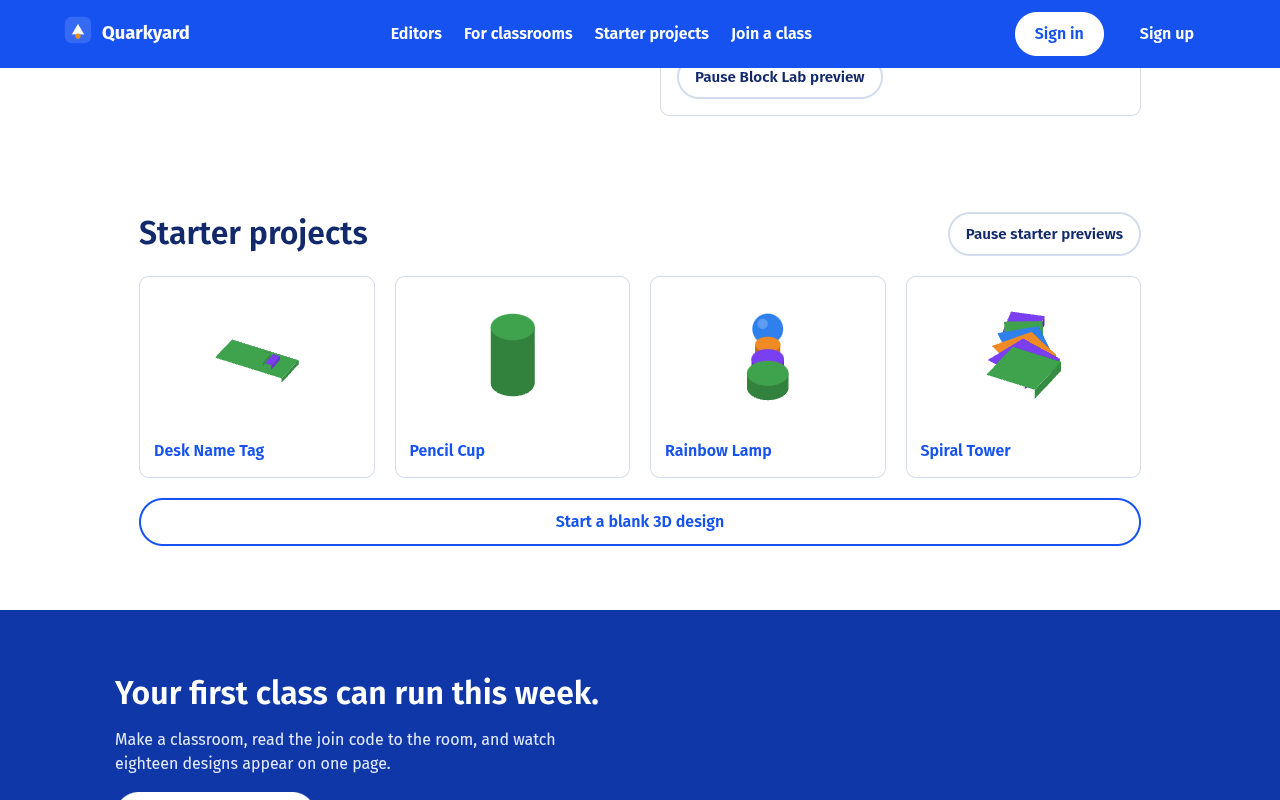 Quarkyard
Editors
For classrooms
Starter projects
Join a class
Sign in
Sign up
Pause Block Lab preview
Starter projects
Pause starter previews
Desk Name Tag
Pencil Cup
Rainbow Lamp
Spiral Tower
Start a blank 3D design
Your first class can run this week.
Make a classroom, read the join code to the room, and watch
eighteen designs appear on one page.